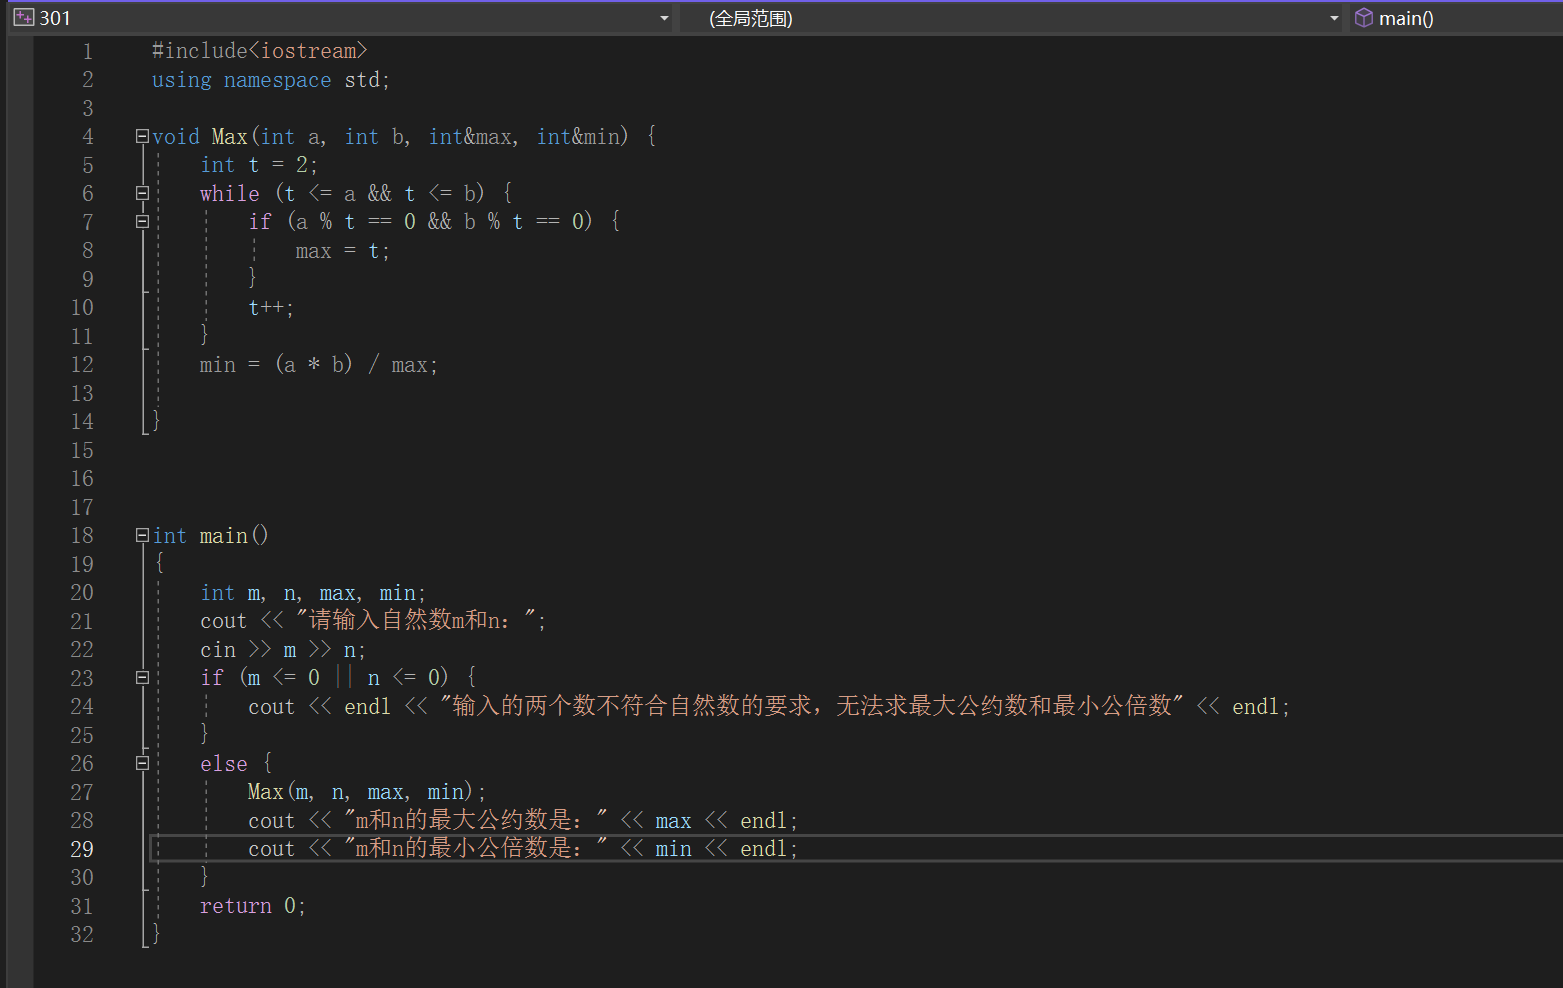 301 (全局范围) main()
1 #include<iostream>
2 using namespace std;
3
4 void Max(int a, int b, int&max, int&min) {
5 int t = 2;
6 while (t <= a && t <= b) {
7 if (a % t == 0 && b % t == 0) {
8 max = t;
9 }
10 t++;
11 }
12 min = (a * b) / max;
13
14 }
15
16
17
18 int main()
19 {
20 int m, n, max, min;
21 cout << "请输入自然数m和n: ";
22 cin >> m >> n;
23 if (m <= 0 || n <= 0) {
24 cout << endl << "输入的两个数不符合自然数的要求，无法求最大公约数和最小公倍数" << endl;
25 }
26 else {
27 Max(m, n, max, min);
28 cout << "m和n的最大公约数是: " << max << endl;
29 cout << "m和n的最小公倍数是: " << min << endl;
30 }
31 return 0;
32 }